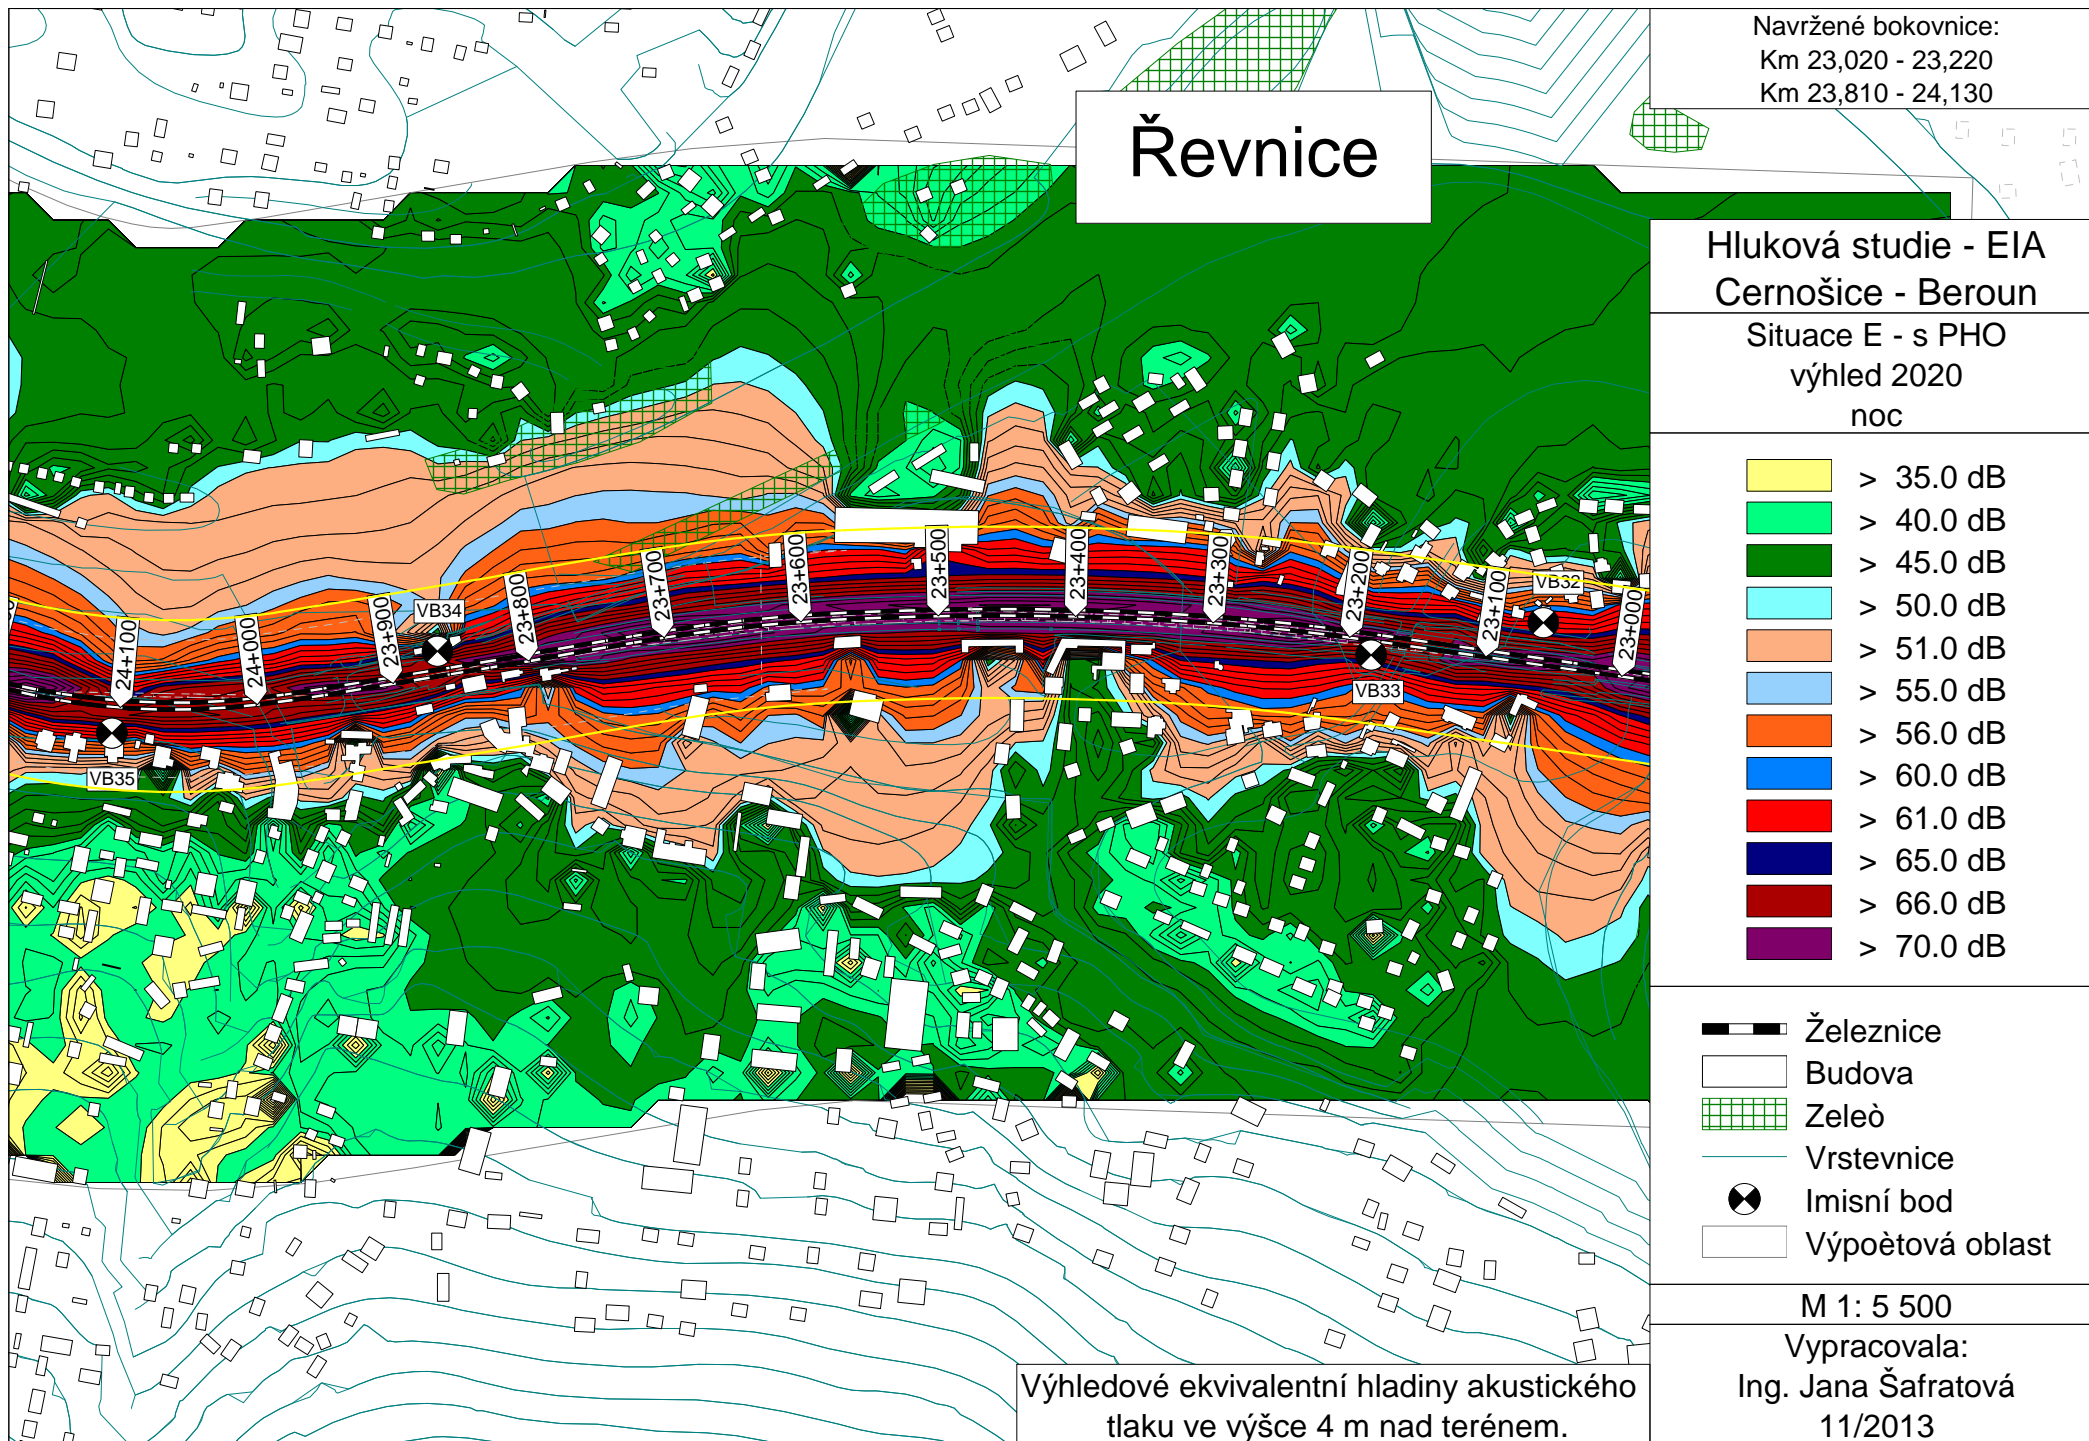 Navržené bokovnice:
Km 23,020 - 23,220
Km 23,810 - 24,130
Řevnice
Hluková studie - EIA
Cernošice - Beroun
Situace E - s PHO
výhled 2020
noc
> 35.0 dB
> 40.0 dB
> 45.0 dB
> 50.0 dB
> 51.0 dB
> 55.0 dB
> 56.0 dB
> 60.0 dB
> 61.0 dB
> 65.0 dB
> 66.0 dB
> 70.0 dB
Železnice
Budova
Zeleò
Vrstevnice
Imisní bod
Výpoètová oblast
M 1: 5 500
Vypracovala:
Ing. Jana Šafratová
11/2013
24+100
24+000
23+900
23+800
23+700
23+600
23+500
23+400
23+300
23+200
23+100
23+000
VB34
VB32
VB33
VB35
Výhledové ekvivalentní hladiny akustického
tlaku ve výšce 4 m nad terénem.